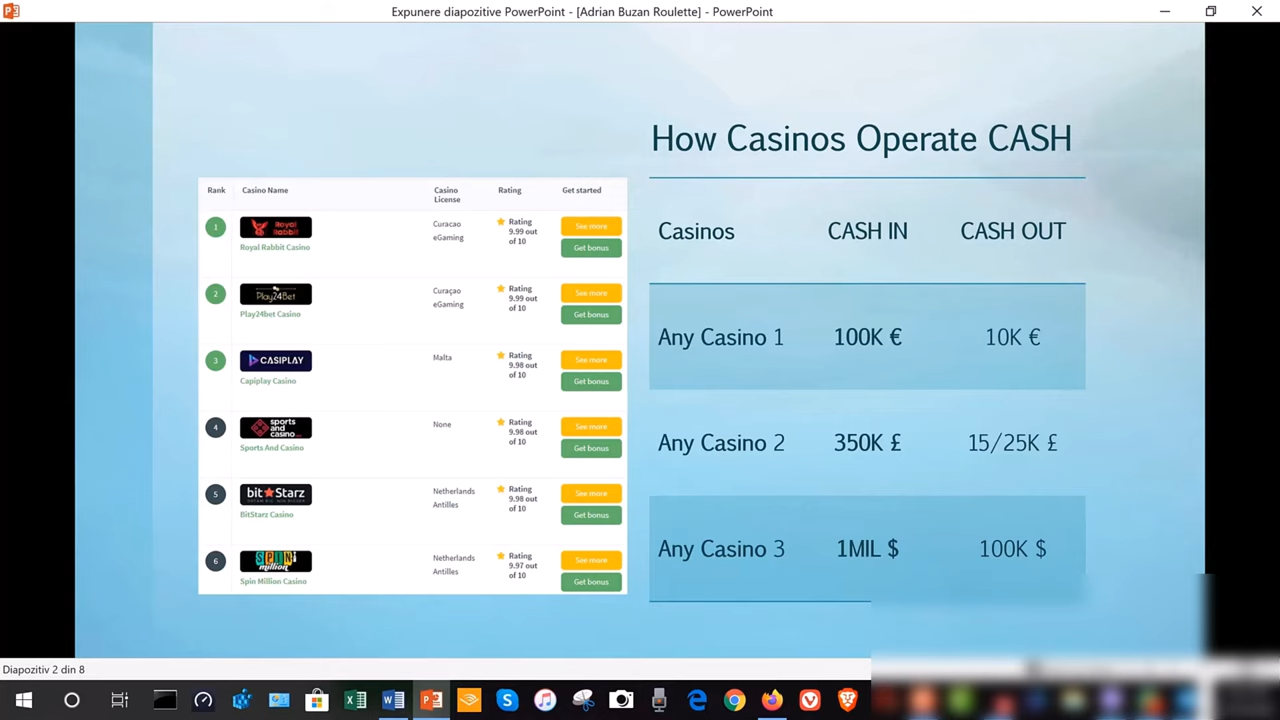 Expunere diapozitive PowerPoint - [Adrian Buzan Roulette] - PowerPoint
How Casinos Operate CASH
Rank Casino Name Casino License Rating Get started
1 Royal Rabbit
Royal Rabbit Casino
Curacao eGaming
Rating 9.99 out of 10
See more
Get bonus
2 Play24Bet
Play24bet Casino
Curaçao eGaming
Rating 9.99 out of 10
See more
Get bonus
3 CASIPLAY
Capiplay Casino
Malta
Rating 9.98 out of 10
See more
Get bonus
4 sports and casino
Sports And Casino
None
Rating 9.98 out of 10
See more
Get bonus
5 bitStarz
BitStarz Casino
Netherlands Antilles
Rating 9.98 out of 10
See more
Get bonus
6 SPIN million
Spin Million Casino
Netherlands Antilles
Rating 9.97 out of 10
See more
Get bonus
Casinos CASH IN CASH OUT
Any Casino 1 100K € 10K €
Any Casino 2 350K £ 15/25K £
Any Casino 3 1MIL $ 100K $
Diapozitiv 2 din 8